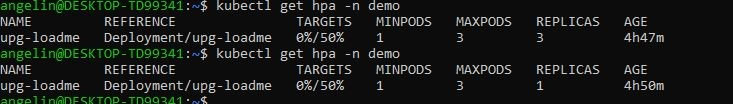 angelin@DESKTOP-TD99341:~$ kubectl get hpa -n demo
NAME REFERENCE TARGETS MINPODS MAXPODS REPLICAS AGE
upg-loadme Deployment/upg-loadme 0%/50% 1 3 3 4h47m
angelin@DESKTOP-TD99341:~$ kubectl get hpa -n demo
NAME REFERENCE TARGETS MINPODS MAXPODS REPLICAS AGE
upg-loadme Deployment/upg-loadme 0%/50% 1 3 1 4h50m
angelin@DESKTOP-TD99341:~$